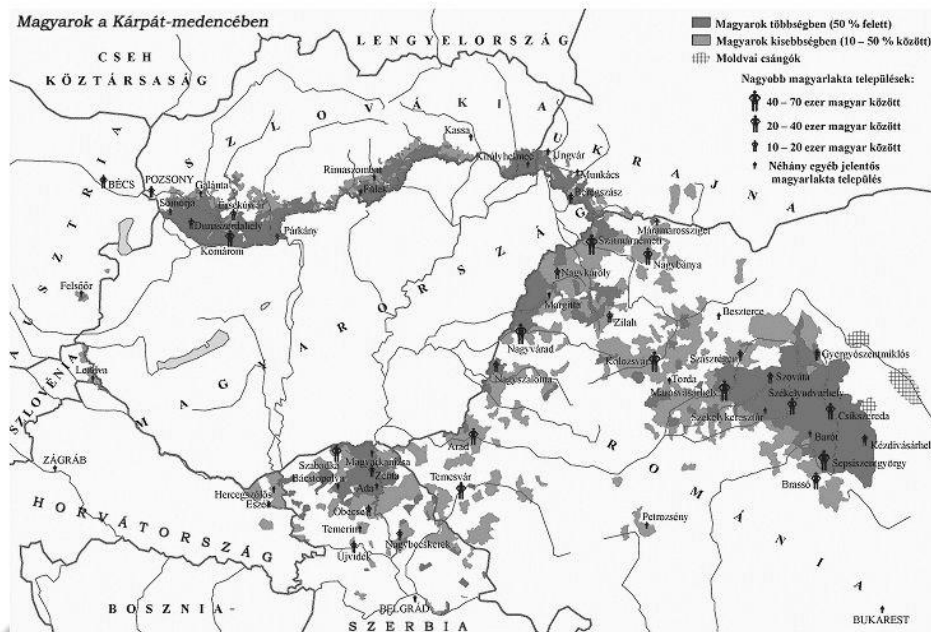 Magyarok a Kárpát-medencében
LENGYELORSZÁG
CSEH
KÖZTÁRSASÁG
SZLOVÁKIA
UKRAJNA
AUSZTRIA
MAGYARORSZÁG
SZLOVÉNIA
HORVÁTORSZÁG
BOSZNIA-
SZERBIA
ROMÁNIA
Magyarok többségben (50 % felett)
Magyarok kisebbségben (10 – 50 % között)
Moldvai csángók
Nagyobb magyarlakta települések:
40 – 70 ezer magyar között
20 – 40 ezer magyar között
10 – 20 ezer magyar között
Néhány egyéb jelentős
magyarlakta település
Kassa
Királyhelmec
Ungvár
Munkács
Beregszász
Rimaszombat
Fülek
BÉCS
POZSONY
Galánta
Somorja
Érsekújvár
Dunaszerdahely
Komárom
Párkány
Máramarossziget
Szatmárnémeti
Nagybánya
Nagykároly
Margitta
Zilah
Beszterce
Felsőőr
Nagyvárad
Kolozsvár
Szászrégen
Gyergyószentmiklós
Nagyszalonta
Torda
Szováta
Marosvásárhely
Székelyudvarhely
Székelykeresztúr
Csíkszereda
Lendva
Barót
Kézdivásárhely
Arad
Sepsiszentgyörgy
Brassó
ZÁGRÁB
Szabadka
Magyarkanizsa
Bácstopolya
Zenta
Ada
Temesvár
Hercegszőlős
Eszék
Óbecse
Temerin
Petrozsény
Újvidék
Nagybecskerek
BELGRÁD
BUKAREST